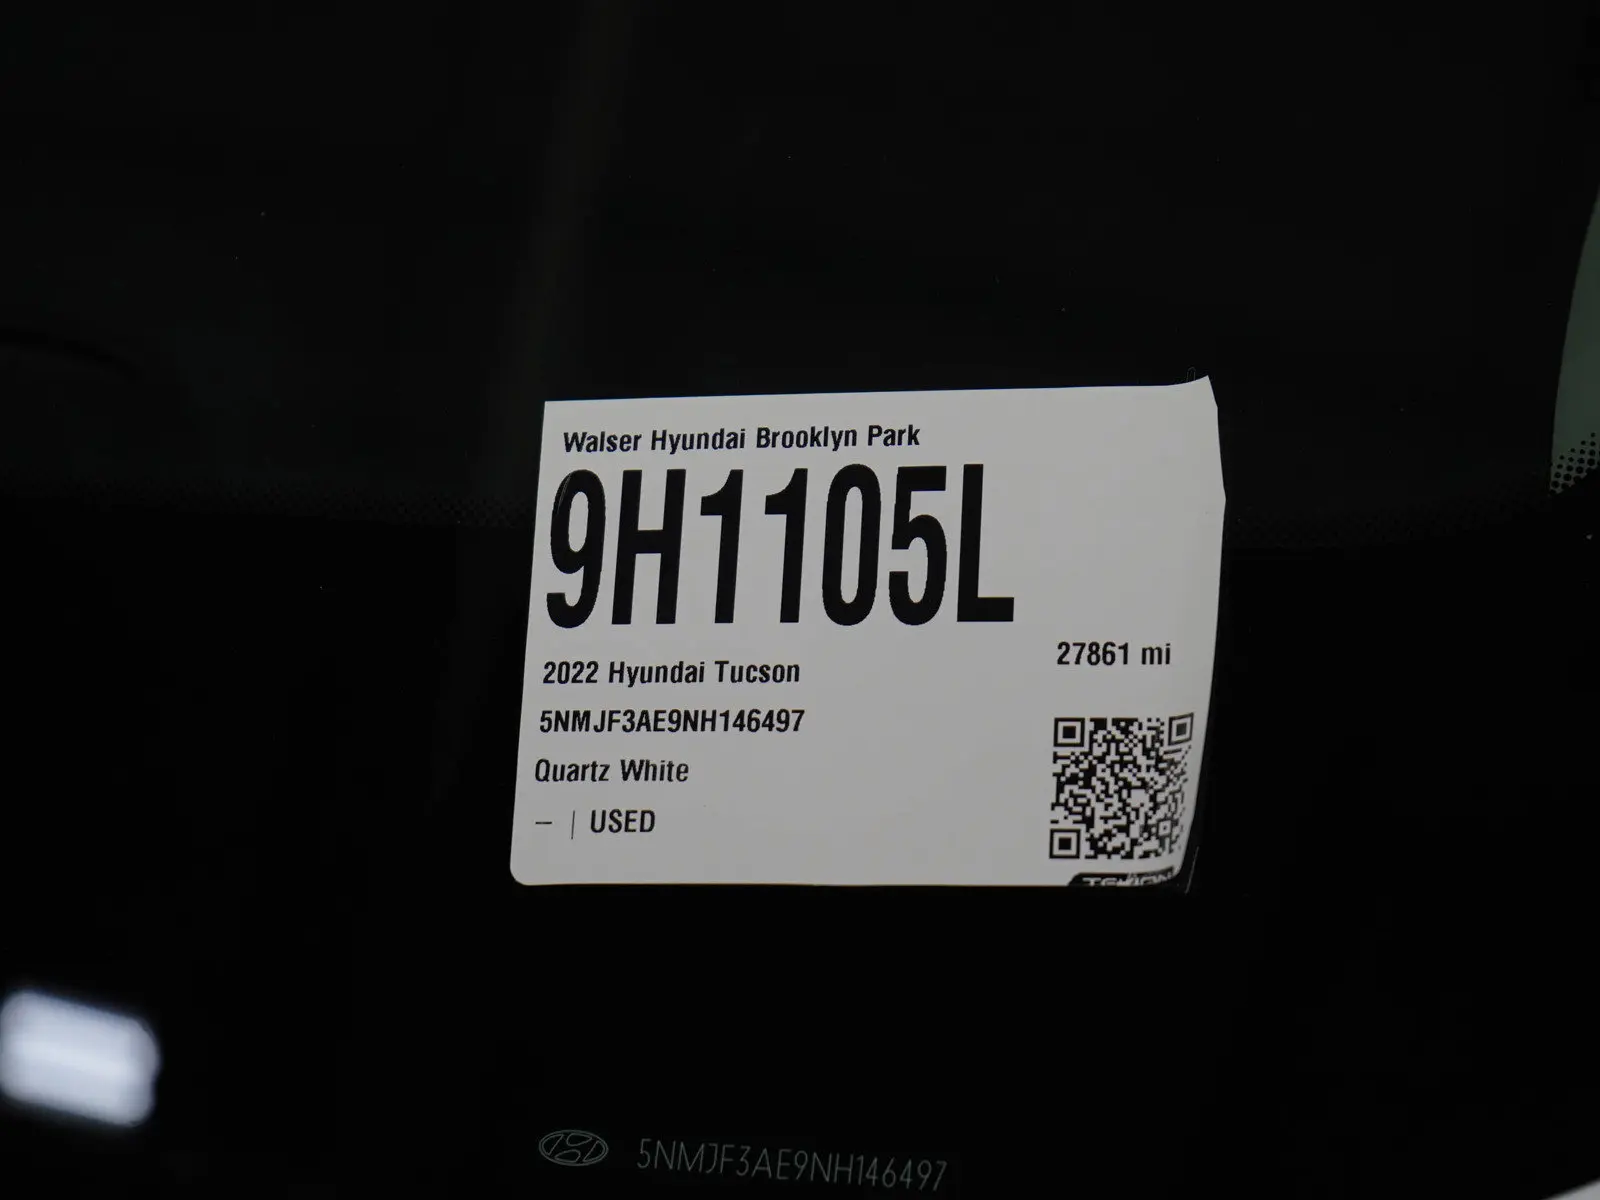 Walser Hyundai Brooklyn Park
9H1105L
27861 mi
2022 Hyundai Tucson
5NMJF3AE9NH146497
Quartz White
– | USED
5NMJF3AE9NH146497